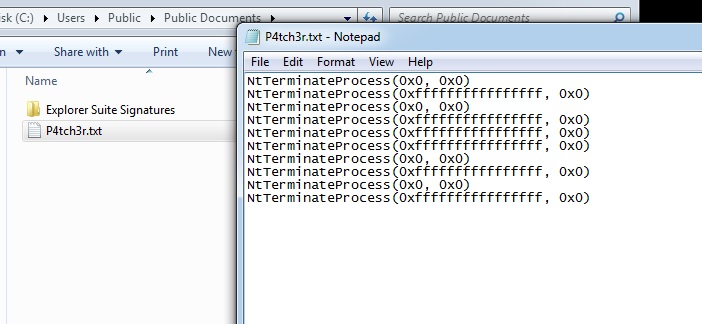 isk (C:) ▸ Users ▸ Public ▸ Public Documents ▸
Search Public Documents
Share with
Print
New
Name
Explorer Suite Signatures
P4tch3r.txt
P4tch3r.txt - Notepad
File Edit Format View Help
NtTerminateProcess(0x0, 0x0)
NtTerminateProcess(0xffffffffffffffff, 0x0)
NtTerminateProcess(0x0, 0x0)
NtTerminateProcess(0xffffffffffffffff, 0x0)
NtTerminateProcess(0xffffffffffffffff, 0x0)
NtTerminateProcess(0xffffffffffffffff, 0x0)
NtTerminateProcess(0x0, 0x0)
NtTerminateProcess(0xffffffffffffffff, 0x0)
NtTerminateProcess(0x0, 0x0)
NtTerminateProcess(0xffffffffffffffff, 0x0)